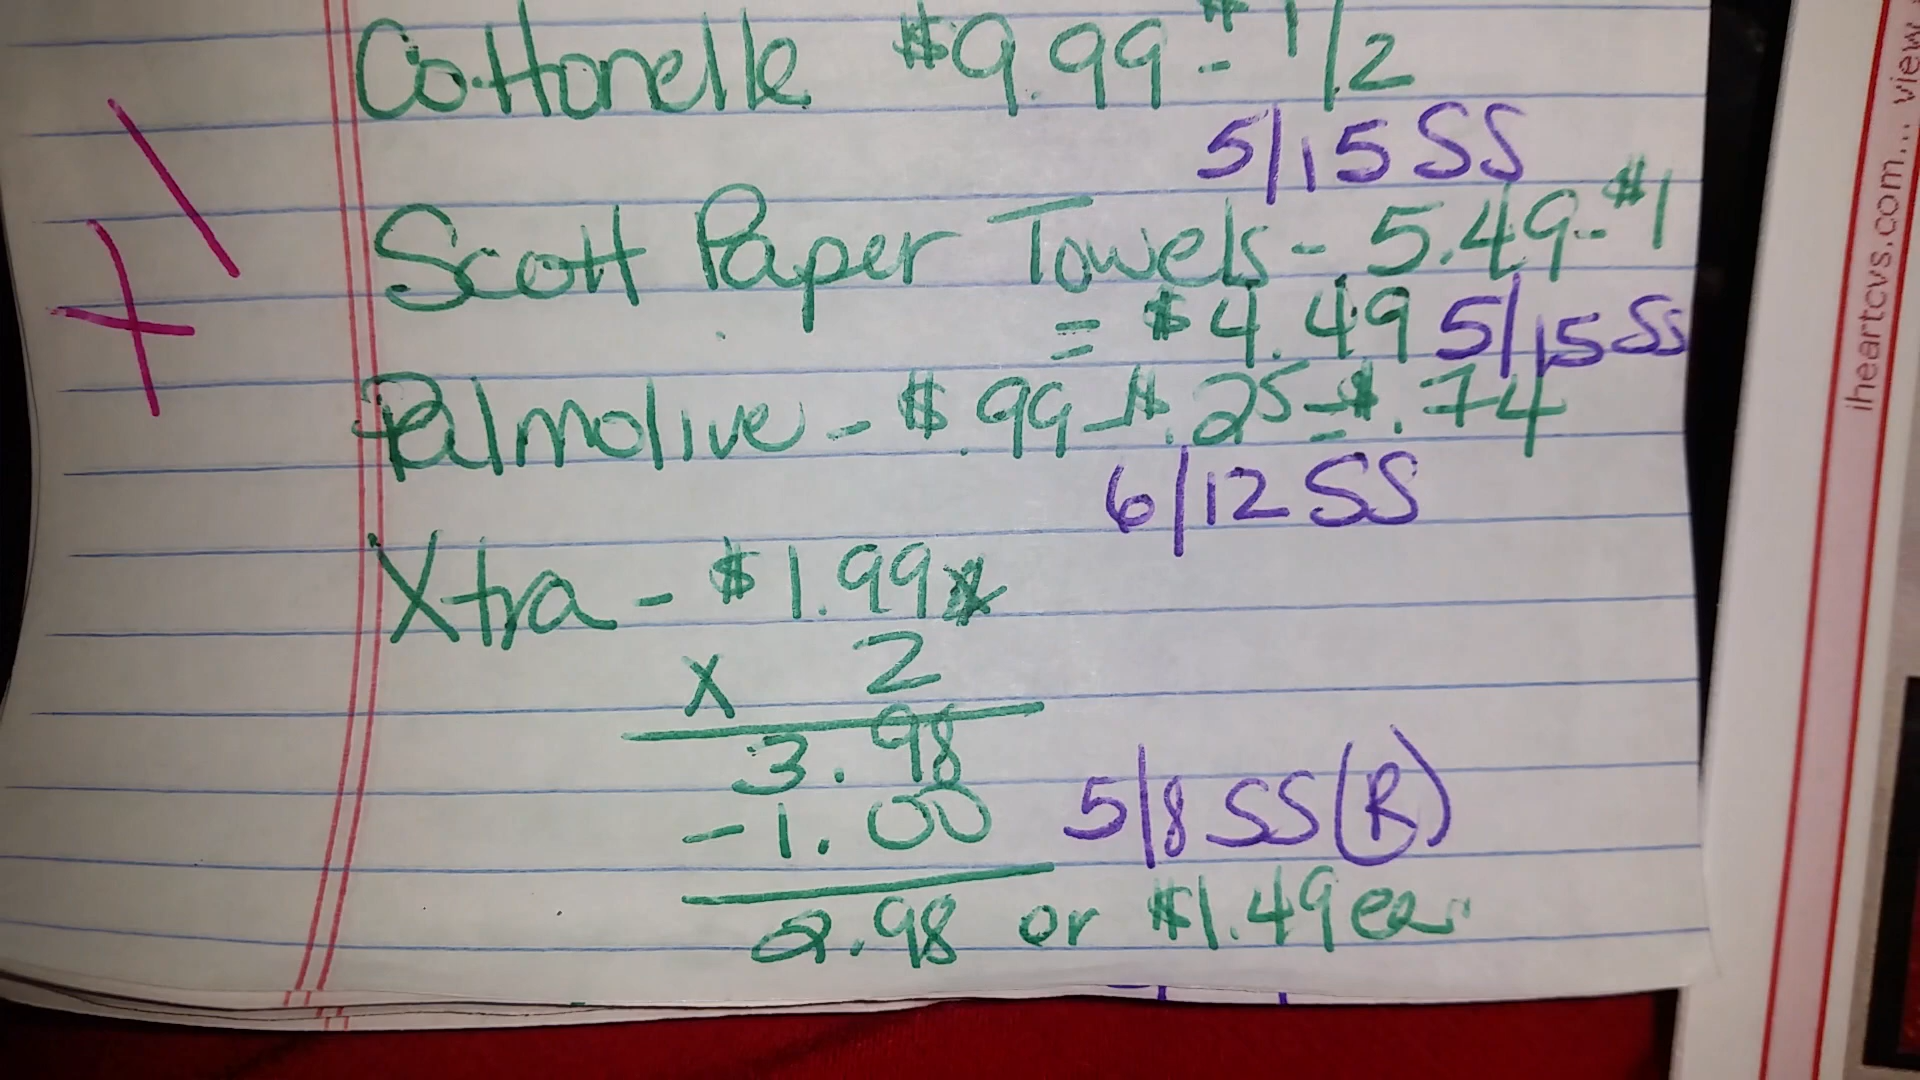 Cottonelle $9.99 - $1/2
5/15 SS
Scott Paper Towels - 5.49 - $1
= $4.49 5/15 SS
Palmolive - $.99 - $.25 = $.74
6/12 SS
Xtra - $1.99
x 2
3.98
- 1.00 5/8 SS (R)
2.98 or $1.49 ea
iheartcvs.com... view